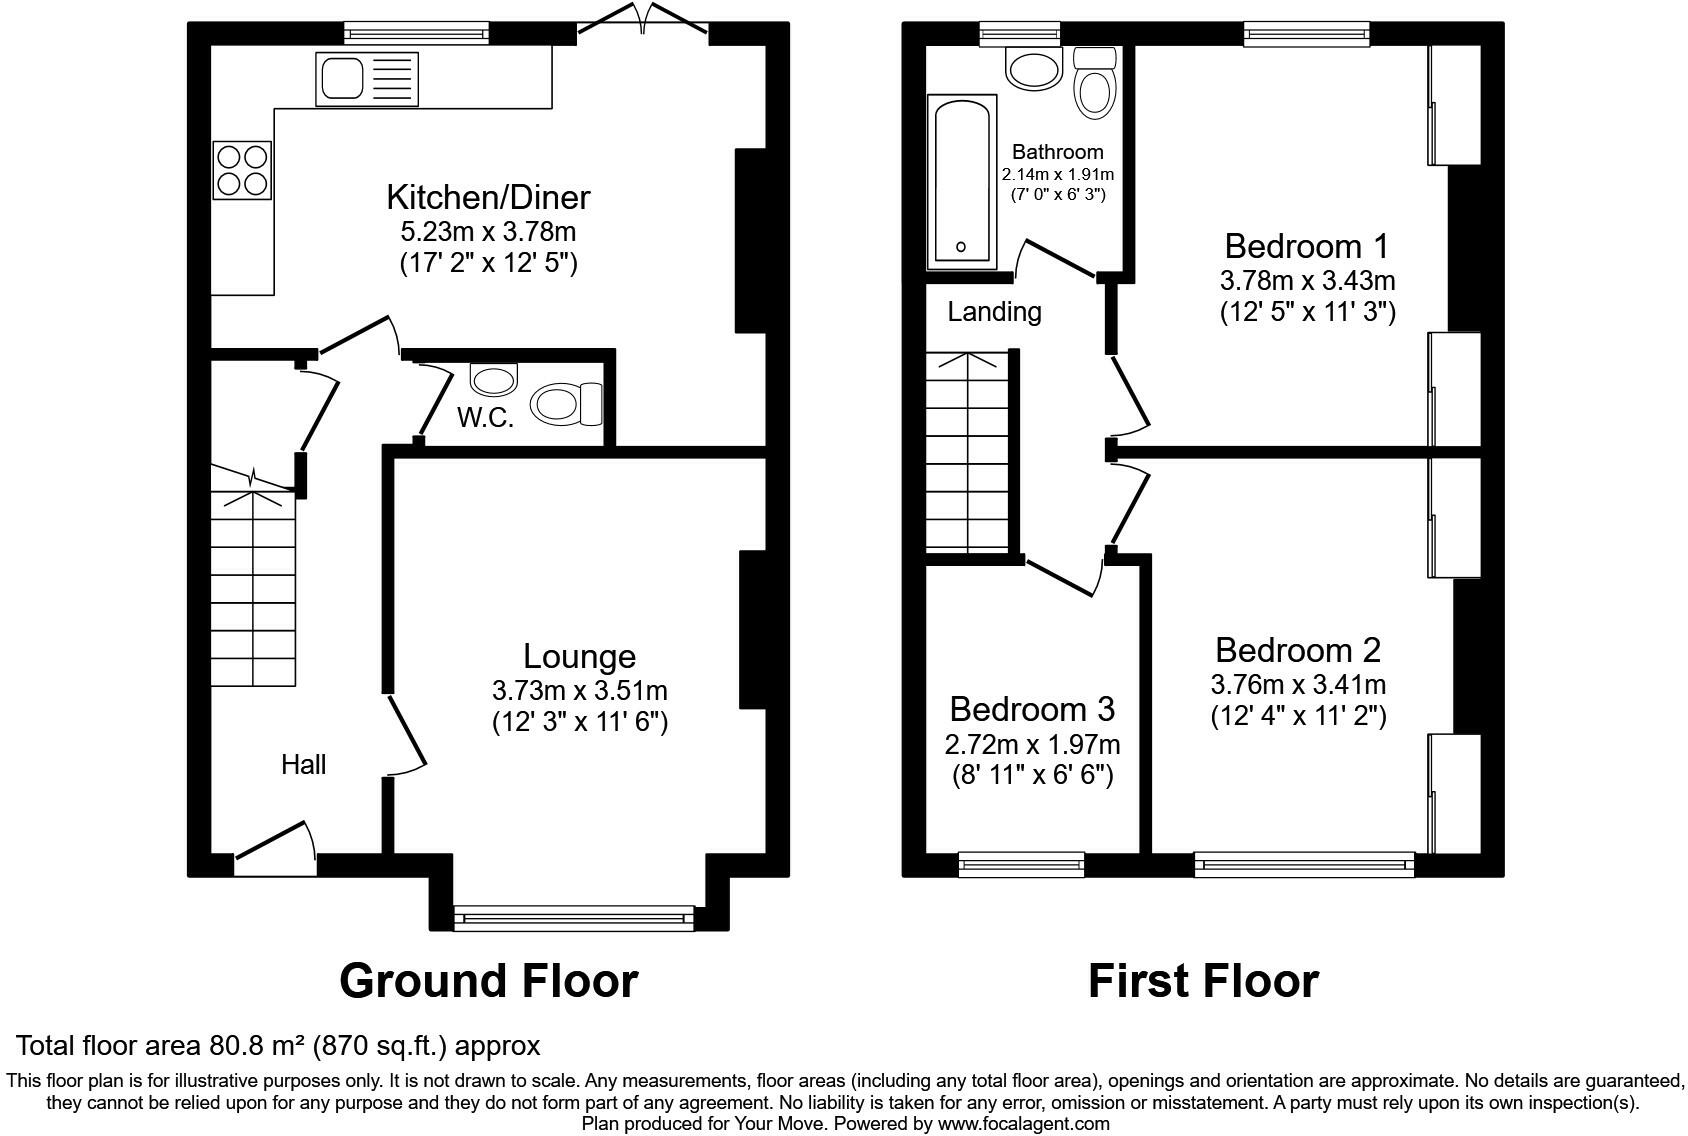 Kitchen/Diner
5.23m x 3.78m
(17' 2" x 12' 5")
W.C.
Lounge
3.73m x 3.51m
(12' 3" x 11' 6")
Hall
Ground Floor
Bathroom
2.14m x 1.91m
(7' 0" x 6' 3")
Bedroom 1
3.78m x 3.43m
(12' 5" x 11' 3")
Landing
Bedroom 2
3.76m x 3.41m
(12' 4" x 11' 2")
Bedroom 3
2.72m x 1.97m
(8' 11" x 6' 6")
First Floor
Total floor area 80.8 m² (870 sq.ft.) approx
This floor plan is for illustrative purposes only. It is not drawn to scale. Any measurements, floor areas (including any total floor area), openings and orientation are approximate. No details are guaranteed,
they cannot be relied upon for any purpose and they do not form part of any agreement. No liability is taken for any error, omission or misstatement. A party must rely upon its own inspection(s).
Plan produced for Your Move. Powered by www.focalagent.com